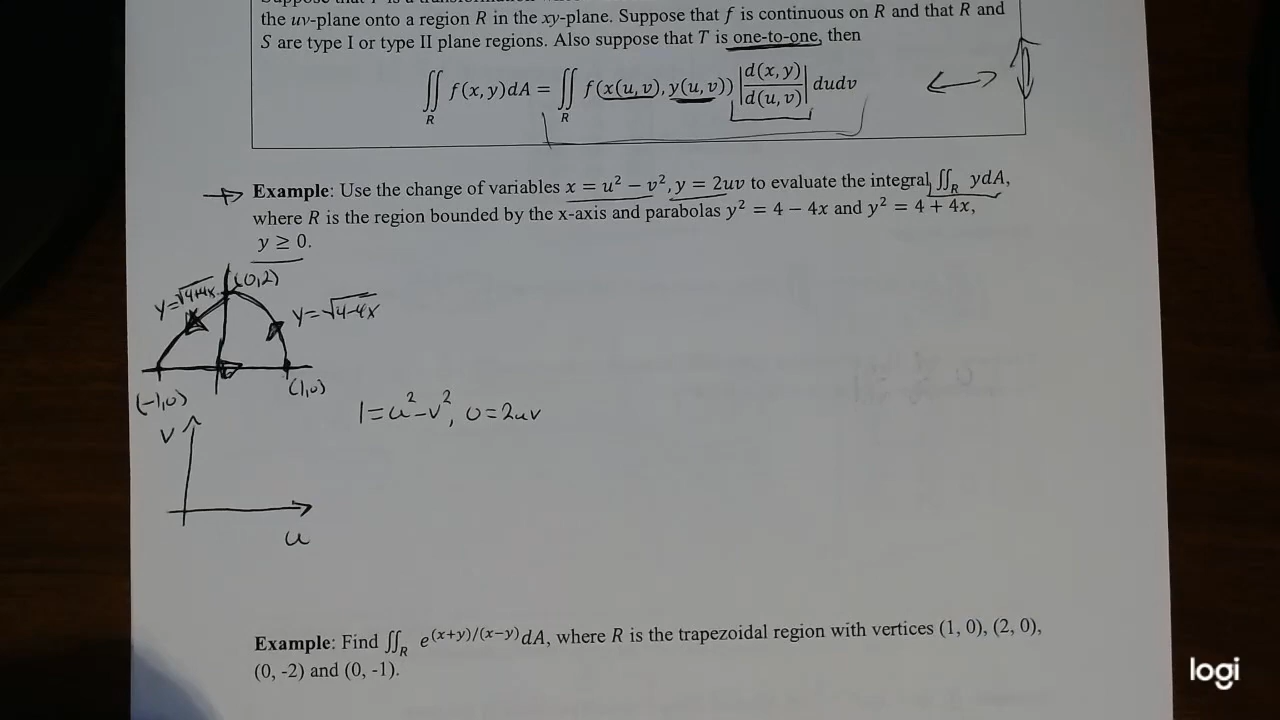 the uv-plane onto a region R in the xy-plane. Suppose that f is continuous on R and that R and
S are type I or type II plane regions. Also suppose that T is one-to-one, then
∬_R f(x, y)dA = ∬_R f(x(u, v), y(u, v)) |d(x, y)/d(u, v)| dudv
Example: Use the change of variables x = u² − v², y = 2uv to evaluate the integral ∬_R ydA,
where R is the region bounded by the x-axis and parabolas y² = 4 − 4x and y² = 4 + 4x,
y ≥ 0.
(0,2)
y=√4+4x
y=√4-4x
(-1,0)
(1,0)
1=u²-v², 0=2uv
v
u
Example: Find ∬_R e^(x+y)/(x−y) dA, where R is the trapezoidal region with vertices (1, 0), (2, 0),
(0, -2) and (0, -1).
logi